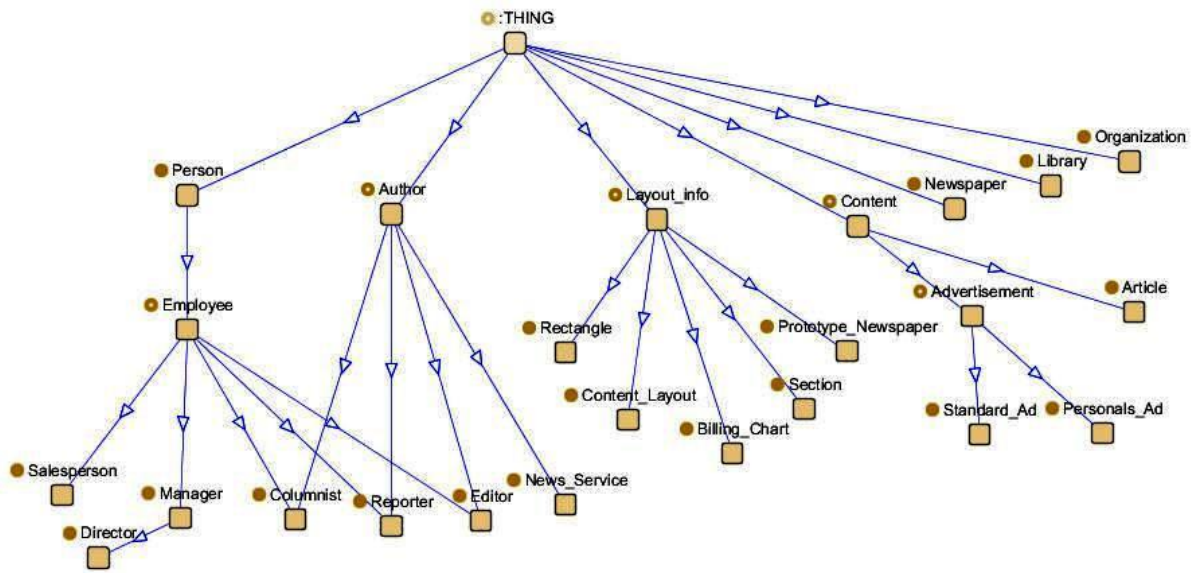 :THING
Organization
Library
Person
Newspaper
Author
Layout_info
Content
Article
Advertisement
Employee
Rectangle
Prototype_Newspaper
Section
Content_Layout
Standard_Ad
Personals_Ad
Billing_Chart
Salesperson
News_Service
Manager
Columnist
Reporter
Editor
Director